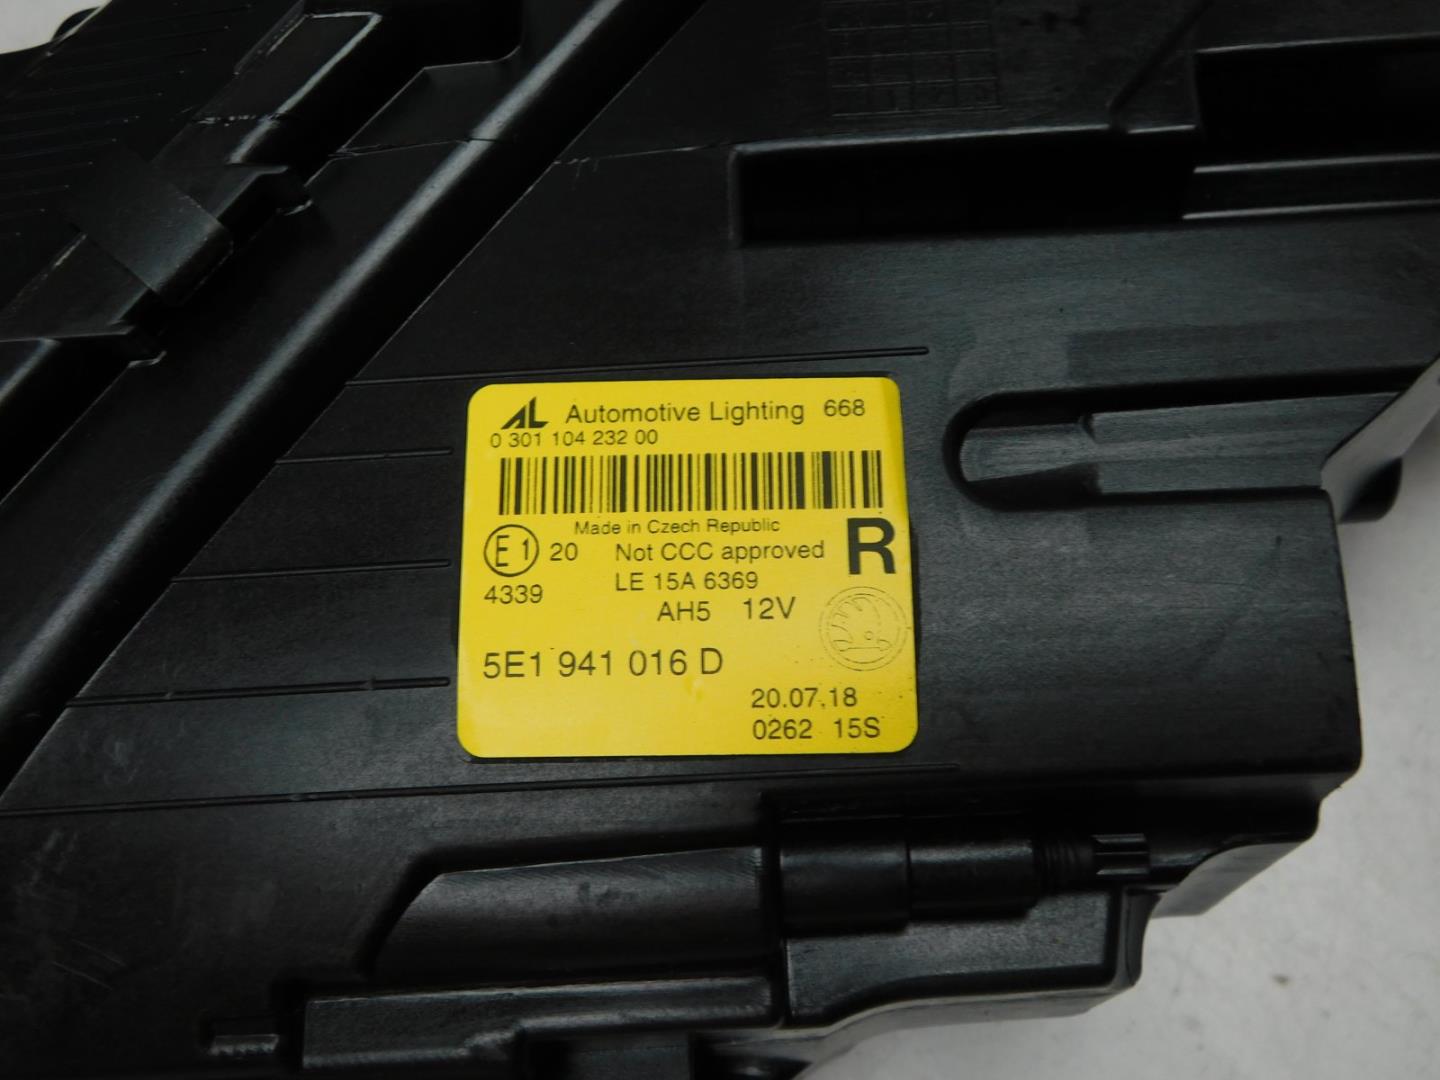 AL Automotive Lighting 668
0 301 104 232 00
Made in Czech Republic
E1 20 Not CCC approved R
4339 LE 15A 6369
AH5 12V
5E1 941 016 D
20.07.18
0262 15S